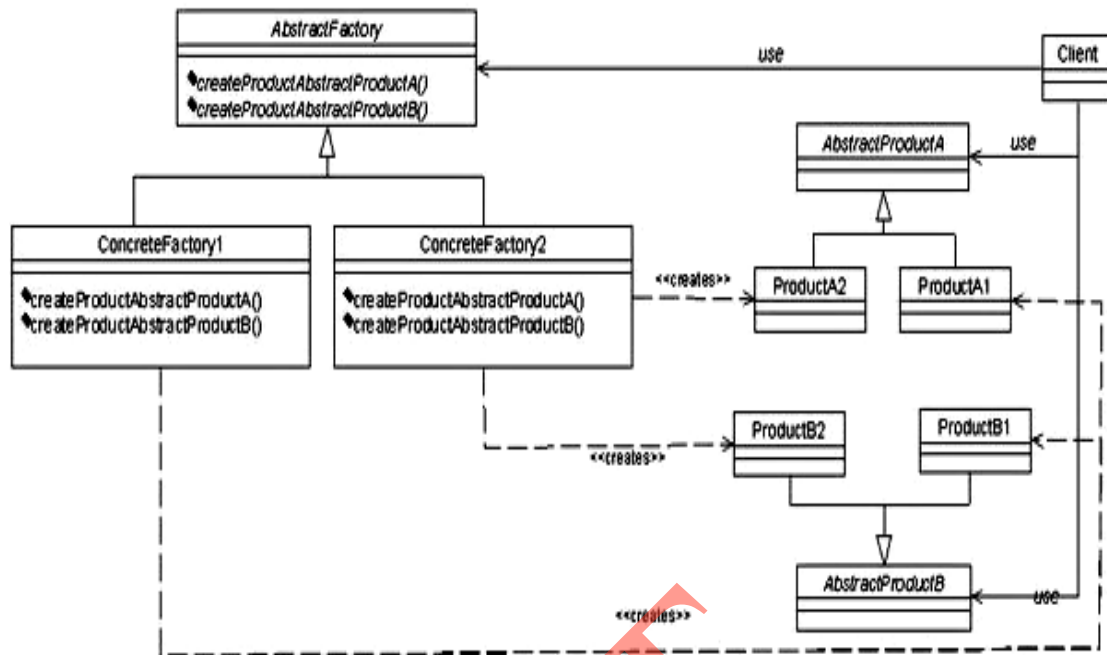 AbstractFactory
createProductAbstractProductA()
createProductAbstractProductB()
use
Client
AbstractProductA
use
ConcreteFactory1
createProductAbstractProductA()
createProductAbstractProductB()
ConcreteFactory2
createProductAbstractProductA()
createProductAbstractProductB()
<<creates>>
ProductA2
ProductA1
ProductB2
ProductB1
<<creates>>
AbstractProductB
use
<<creates>>